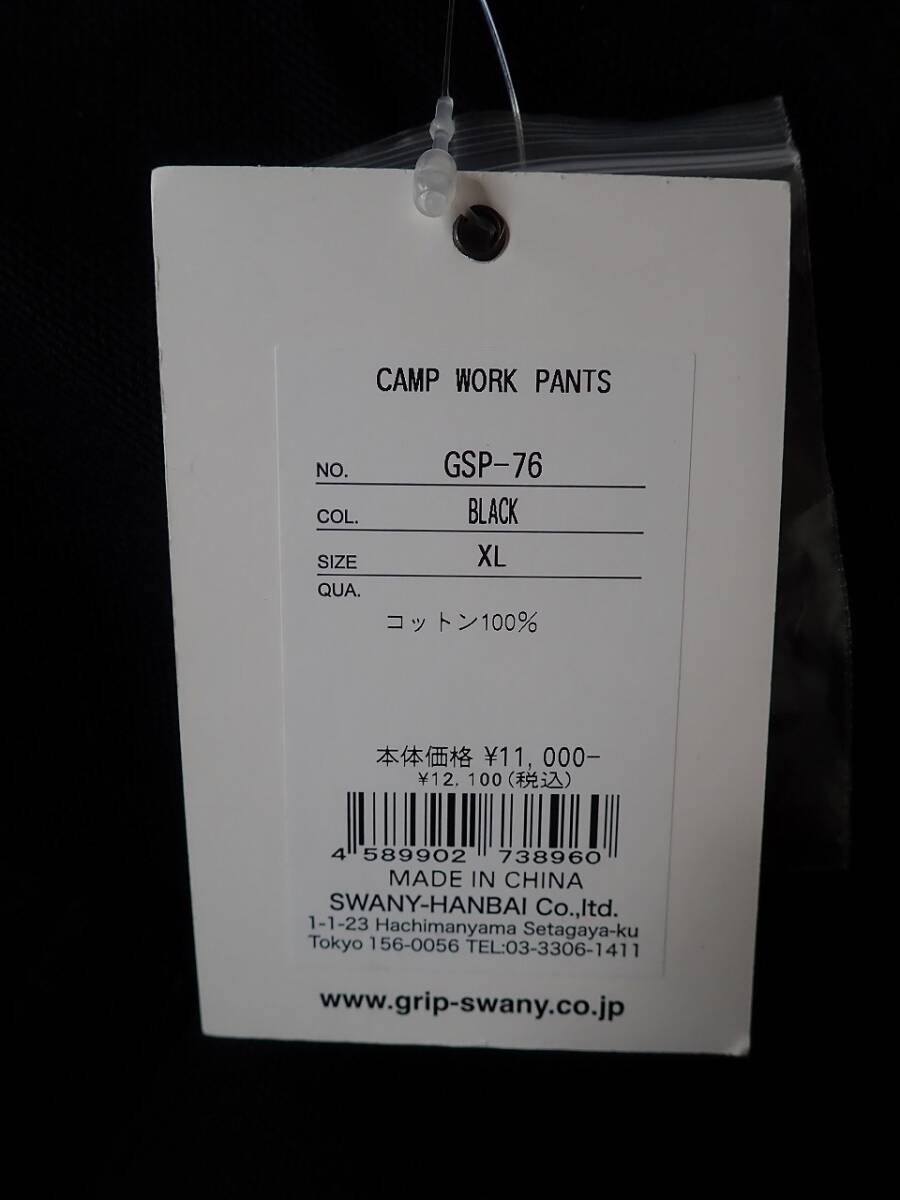 CAMP WORK PANTS
NO. GSP-76
COL. BLACK
SIZE XL
QUA.
コットン100%
本体価格 ¥11,000-
¥12,100(税込)
4 589902 738960
MADE IN CHINA
SWANY-HANBAI Co.,ltd.
1-1-23 Hachimanyama Setagaya-ku
Tokyo 156-0056 TEL:03-3306-1411
www.grip-swany.co.jp